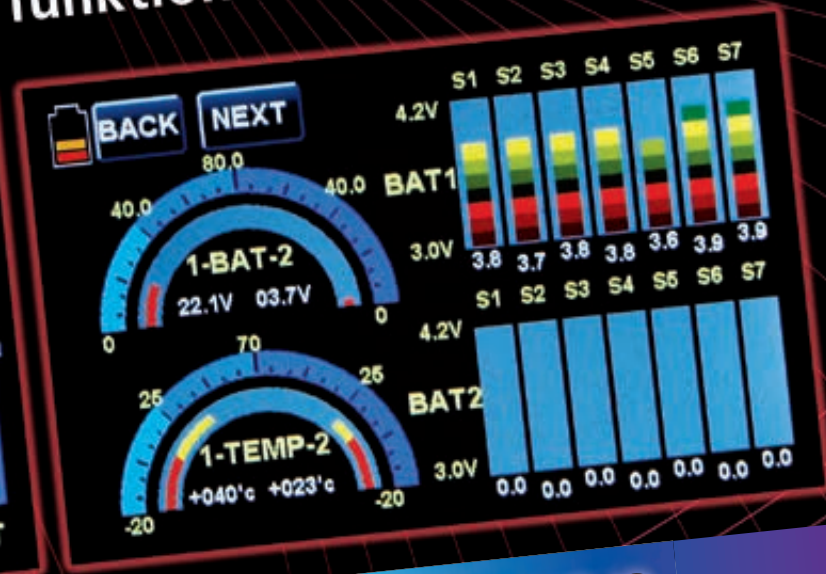 funktion
BACK NEXT
80.0
40.0 40.0
1-BAT-2
22.1V 03.7V
0 0
70
25 25
1-TEMP-2
+040'c +023'c
-20 -20
S1 S2 S3 S4 S5 S6 S7
4.2V
BAT1
3.0V
3.8 3.7 3.8 3.8 3.6 3.9 3.9
S1 S2 S3 S4 S5 S6 S7
4.2V
BAT2
3.0V
0.0 0.0 0.0 0.0 0.0 0.0 0.0